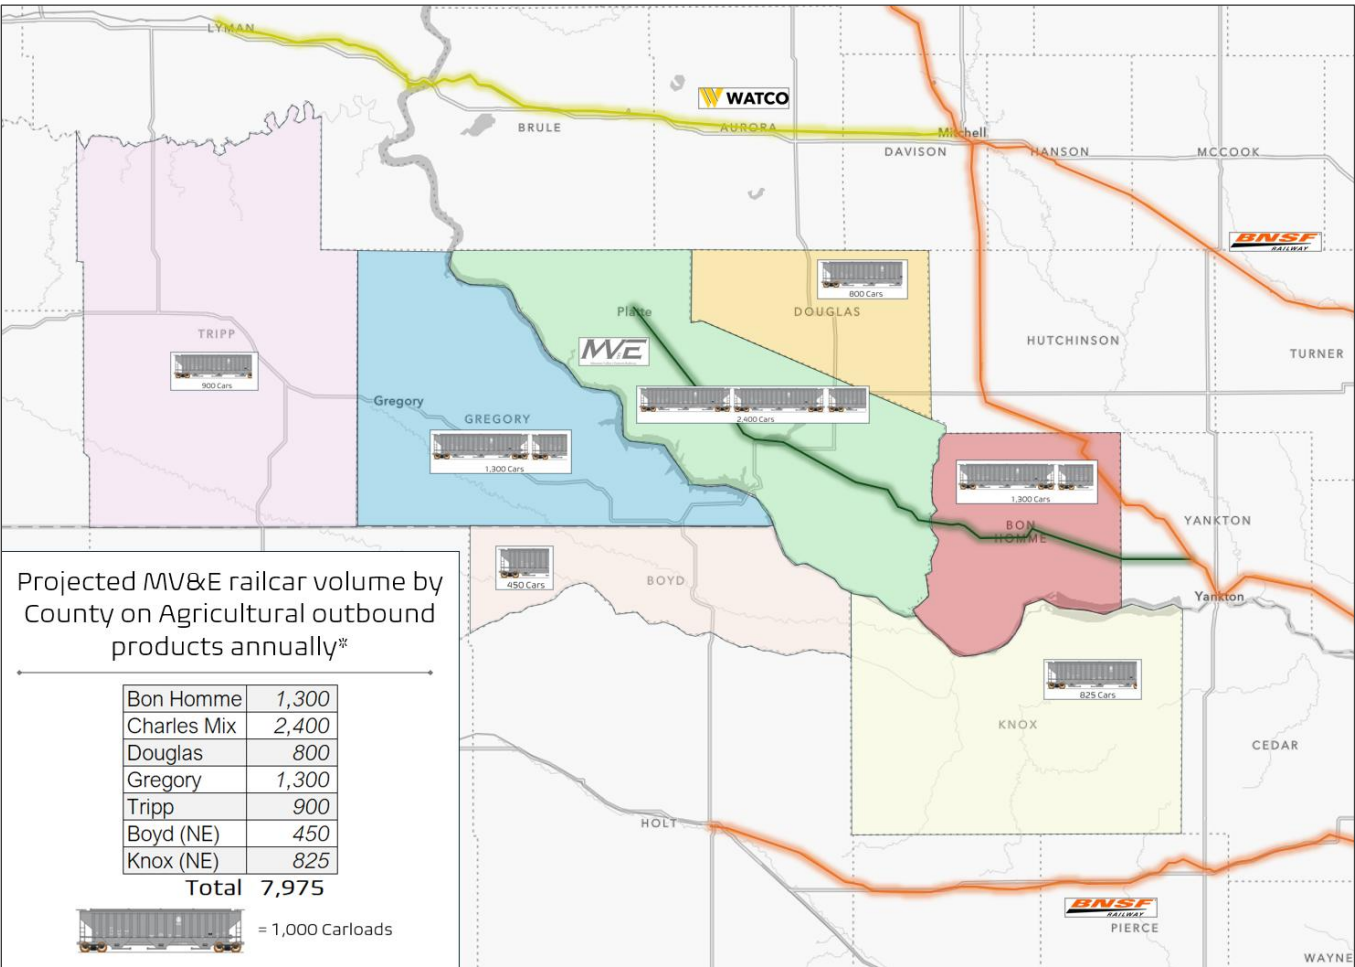 LYMAN
WATCO
BRULE
AURORA
Mitchell
DAVISON
HANSON
MCCOOK
BNSF
RAILWAY
800 Cars
Platte
DOUGLAS
TRIPP
MV&E
HUTCHINSON
TURNER
900 Cars
Gregory
GREGORY
2,400 Cars
1,300 Cars
1,300 Cars
BON
HOMME
YANKTON
450 Cars
BOYD
Yankton
825 Cars
KNOX
CEDAR
HOLT
BNSF
RAILWAY
PIERCE
WAYNE
Projected MV&E railcar volume by
County on Agricultural outbound
products annually*
Bon Homme 1,300
Charles Mix 2,400
Douglas 800
Gregory 1,300
Tripp 900
Boyd (NE) 450
Knox (NE) 825
Total 7,975
= 1,000 Carloads